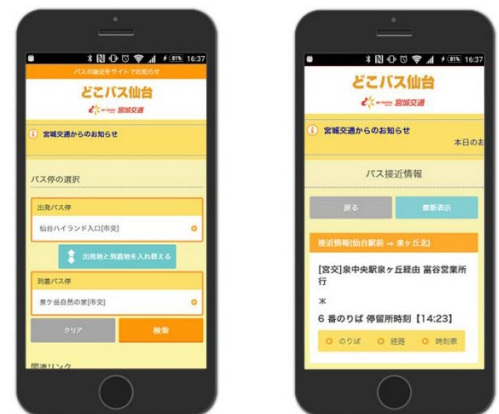 81% 16:37
バスの接近をサイトでお知らせ
どこバス仙台
宮城交通
宮城交通からのお知らせ
バス停の選択
出発バス停
仙台ハイランド入口[市交]
出発地と到着地を入れ替える
到着バス停
泉ケ岳自然の家[市交]
クリア
検索
関連リンク
81% 16:37
どこバス仙台
宮城交通
宮城交通からのお知らせ
本日のお
バス接近情報
戻る
最新表示
接近情報(仙台駅前 ⇒ 泉ヶ丘北)
[宮交]泉中央駅泉ヶ丘経由 富谷営業所行
6 番のりば 停留所時刻【14:23】
のりば
経路
時刻表